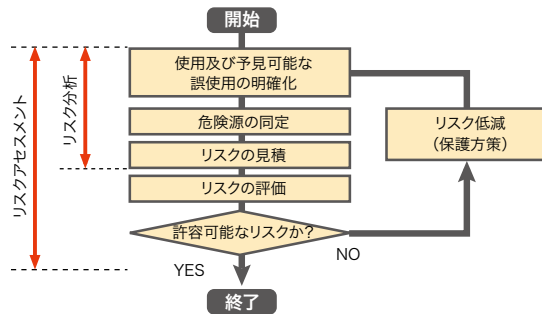 開始
使用及び予見可能な
誤使用の明確化
危険源の同定
リスクの見積
リスクの評価
許容可能なリスクか?
YES
NO
終了
リスク低減
(保護方策)
リスク分析
リスクアセスメント